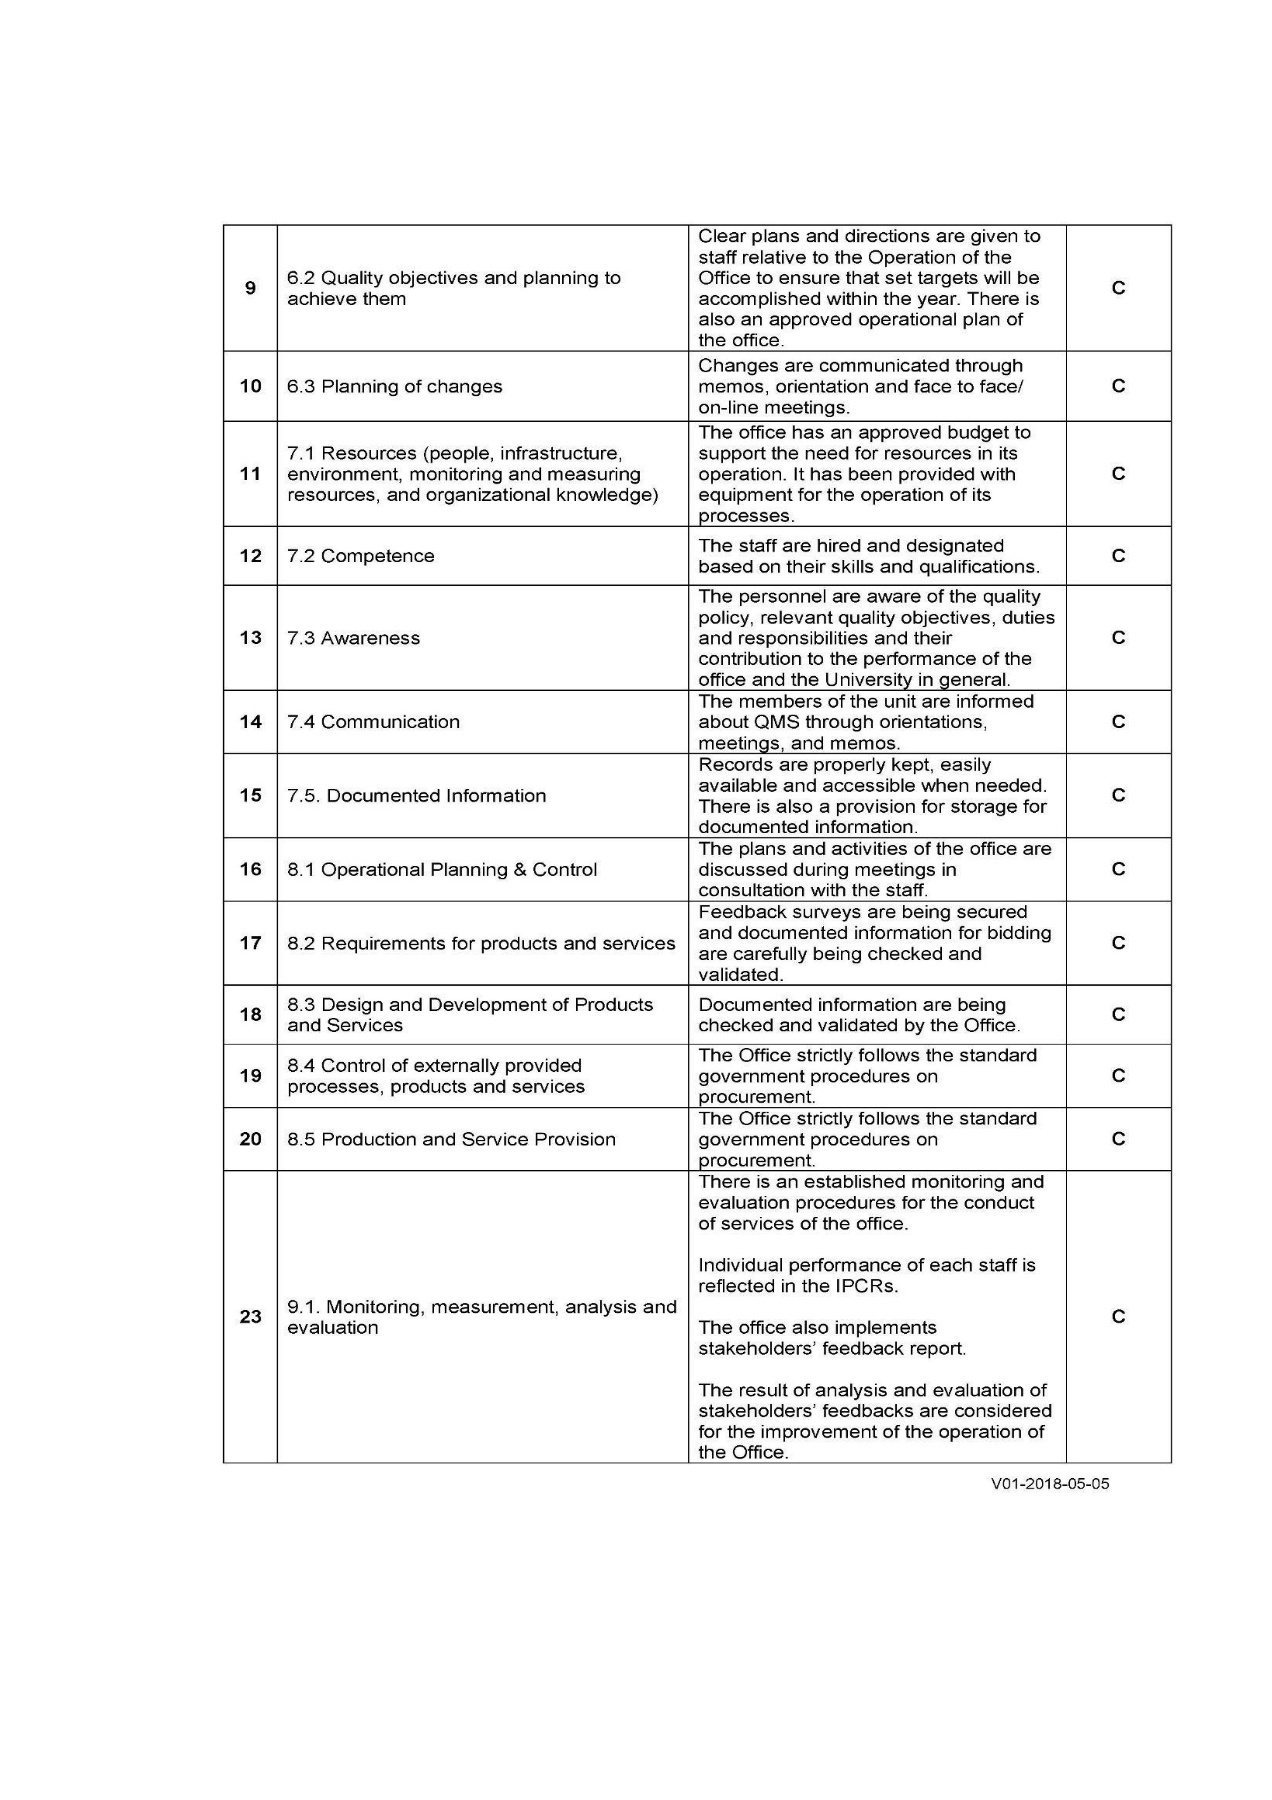 9
6.2 Quality objectives and planning to
achieve them
Clear plans and directions are given to
staff relative to the Operation of the
Office to ensure that set targets will be
accomplished within the year. There is
also an approved operational plan of
the office.
C
10
6.3 Planning of changes
Changes are communicated through
memos, orientation and face to face/
on-line meetings.
C
11
7.1 Resources (people, infrastructure,
environment, monitoring and measuring
resources, and organizational knowledge)
The office has an approved budget to
support the need for resources in its
operation. It has been provided with
equipment for the operation of its
processes.
C
12
7.2 Competence
The staff are hired and designated
based on their skills and qualifications.
C
13
7.3 Awareness
The personnel are aware of the quality
policy, relevant quality objectives, duties
and responsibilities and their
contribution to the performance of the
office and the University in general.
C
14
7.4 Communication
The members of the unit are informed
about QMS through orientations,
meetings, and memos.
C
15
7.5. Documented Information
Records are properly kept, easily
available and accessible when needed.
There is also a provision for storage for
documented information.
C
16
8.1 Operational Planning & Control
The plans and activities of the office are
discussed during meetings in
consultation with the staff.
C
17
8.2 Requirements for products and services
Feedback surveys are being secured
and documented information for bidding
are carefully being checked and
validated.
C
18
8.3 Design and Development of Products
and Services
Documented information are being
checked and validated by the Office.
C
19
8.4 Control of externally provided
processes, products and services
The Office strictly follows the standard
government procedures on
procurement.
C
20
8.5 Production and Service Provision
The Office strictly follows the standard
government procedures on
procurement.
C
23
9.1. Monitoring, measurement, analysis and
evaluation
There is an established monitoring and
evaluation procedures for the conduct
of services of the office.
Individual performance of each staff is
reflected in the IPCRs.
The office also implements
stakeholders’ feedback report.
The result of analysis and evaluation of
stakeholders’ feedbacks are considered
for the improvement of the operation of
the Office.
C
V01-2018-05-05